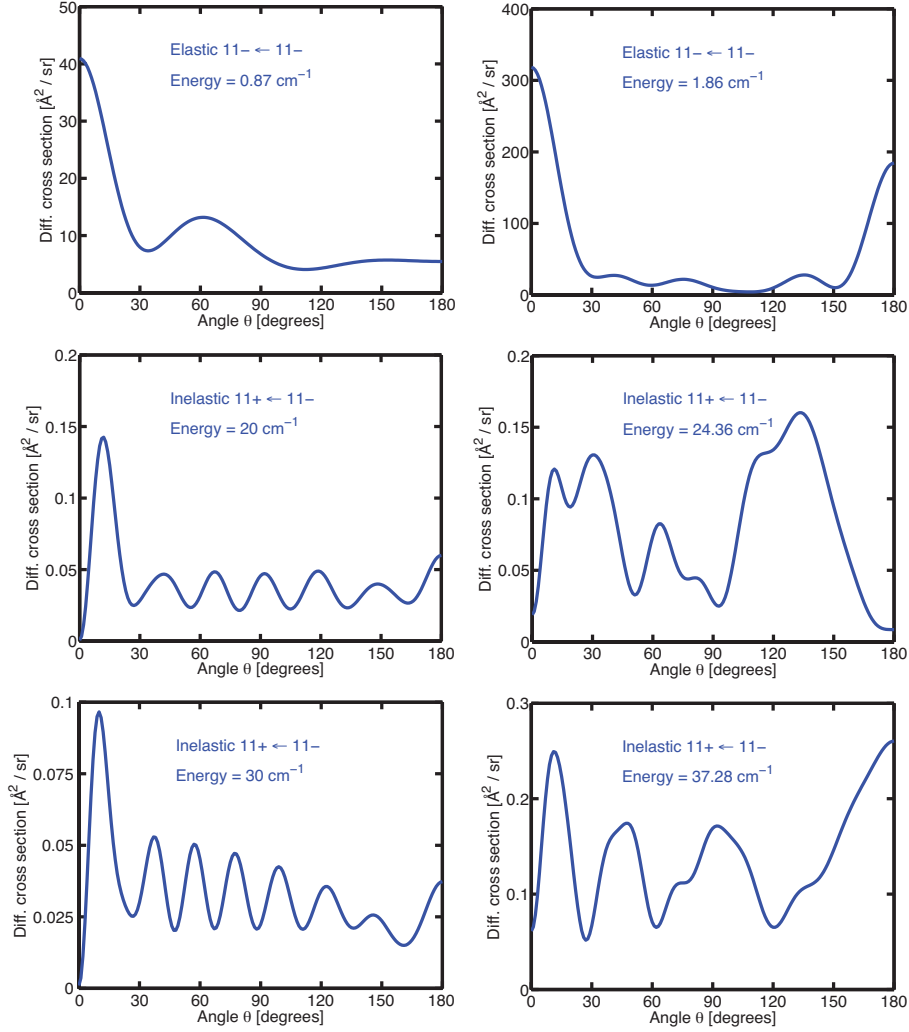 50
40
30
20
10
0
0 30 60 90 120 150 180
Diff. cross section [Å² / sr]
Angle θ [degrees]
Elastic 11− ← 11−
Energy = 0.87 cm⁻¹
400
300
200
100
0
0 30 60 90 120 150 180
Diff. cross section [Å² / sr]
Angle θ [degrees]
Elastic 11− ← 11−
Energy = 1.86 cm⁻¹
0.2
0.15
0.1
0.05
0
0 30 60 90 120 150 180
Diff. cross section [Å² / sr]
Angle θ [degrees]
Inelastic 11+ ← 11−
Energy = 20 cm⁻¹
0.2
0.15
0.1
0.05
0
0 30 60 90 120 150 180
Diff. cross section [Å² / sr]
Angle θ [degrees]
Inelastic 11+ ← 11−
Energy = 24.36 cm⁻¹
0.1
0.075
0.05
0.025
0
0 30 60 90 120 150 180
Diff. cross section [Å² / sr]
Angle θ [degrees]
Inelastic 11+ ← 11−
Energy = 30 cm⁻¹
0.3
0.2
0.1
0
0 30 60 90 120 150 180
Diff. cross section [Å² / sr]
Angle θ [degrees]
Inelastic 11+ ← 11−
Energy = 37.28 cm⁻¹